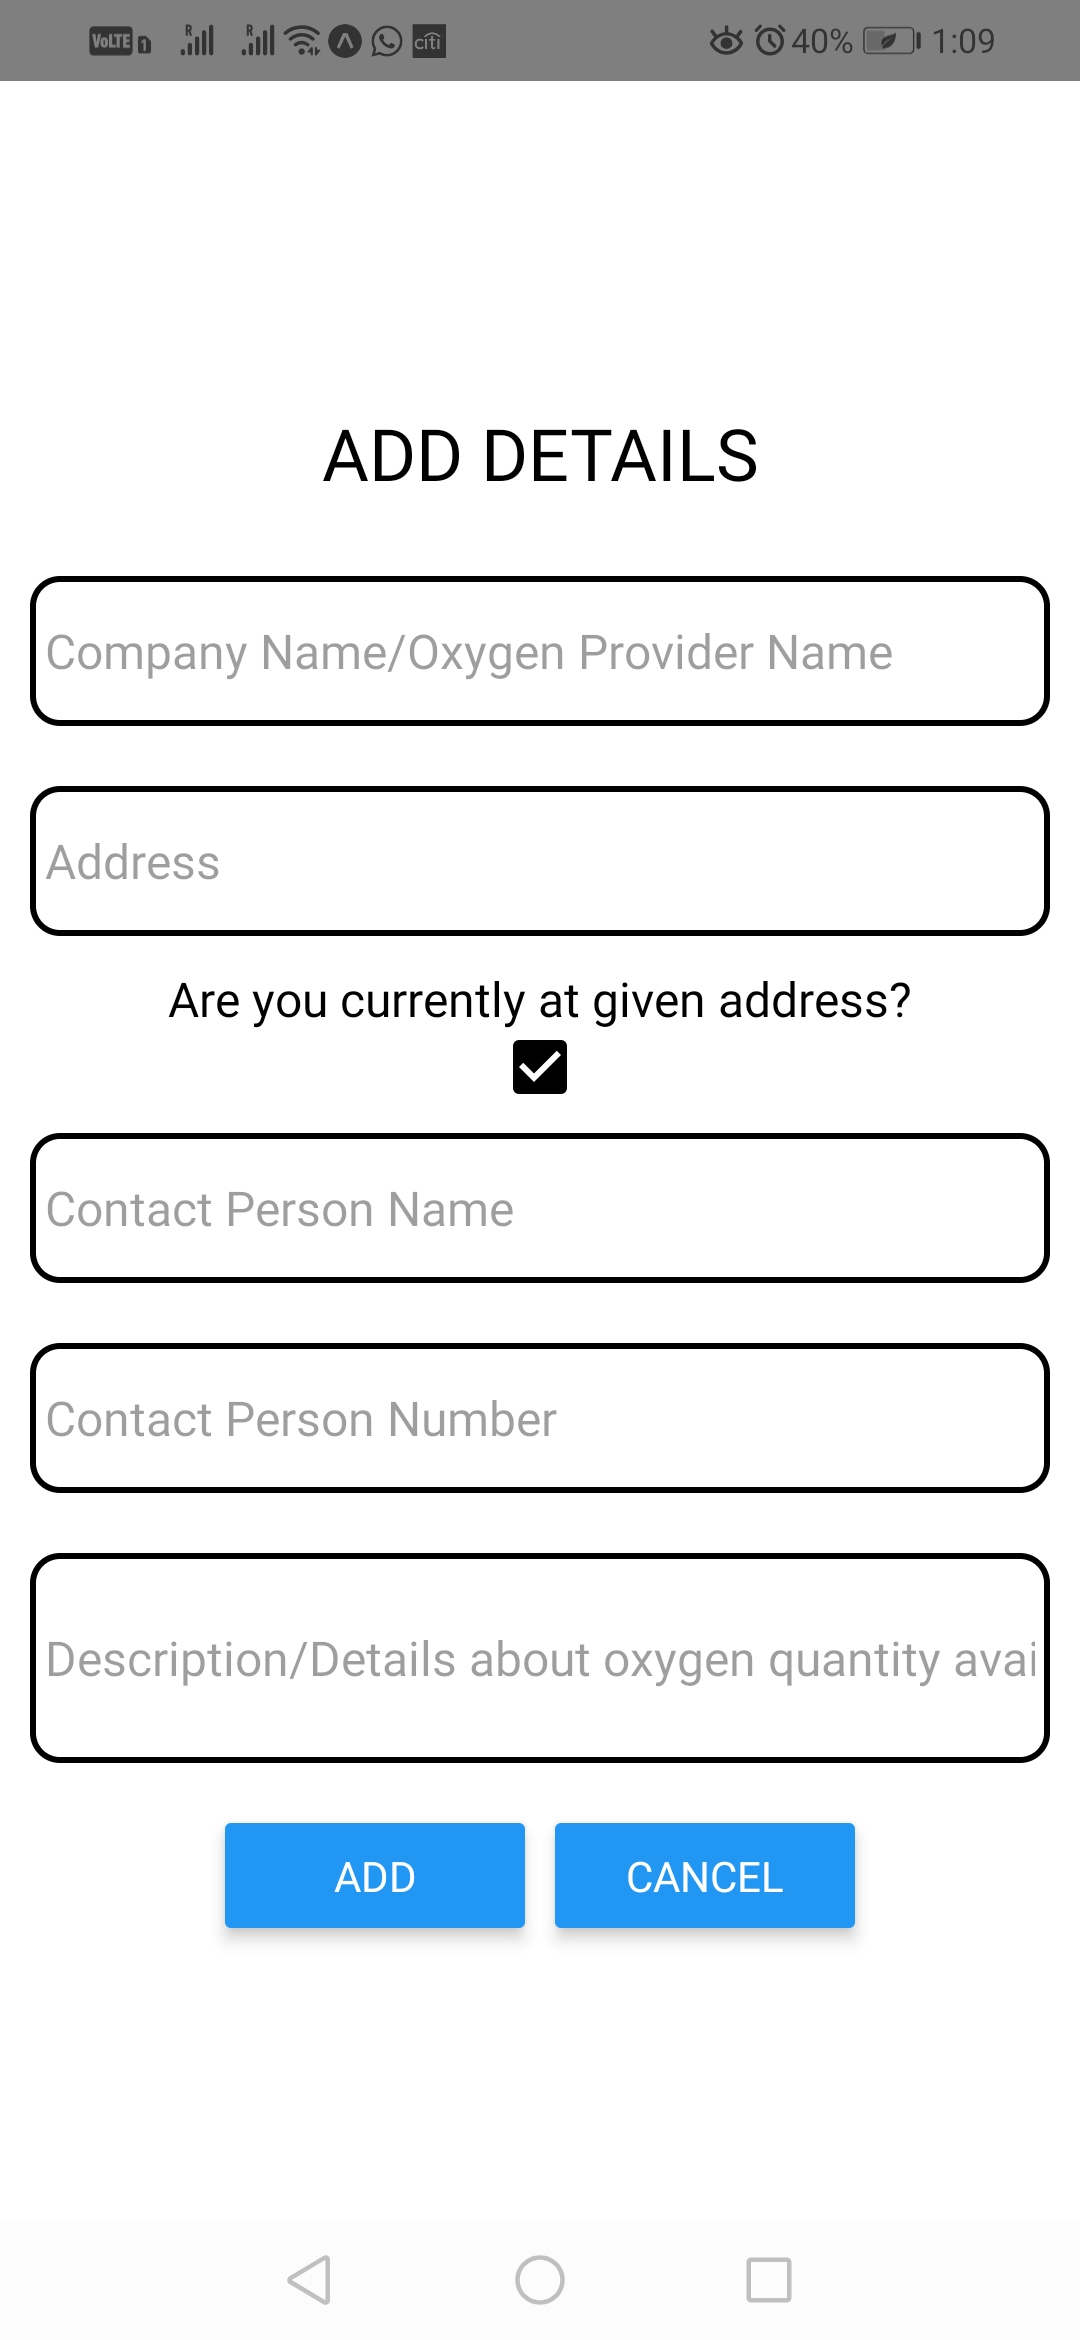 VoLTE 1 R R citi 40% 1:09
ADD DETAILS
Company Name/Oxygen Provider Name
Address
Are you currently at given address?
Contact Person Name
Contact Person Number
Description/Details about oxygen quantity avai
ADD CANCEL